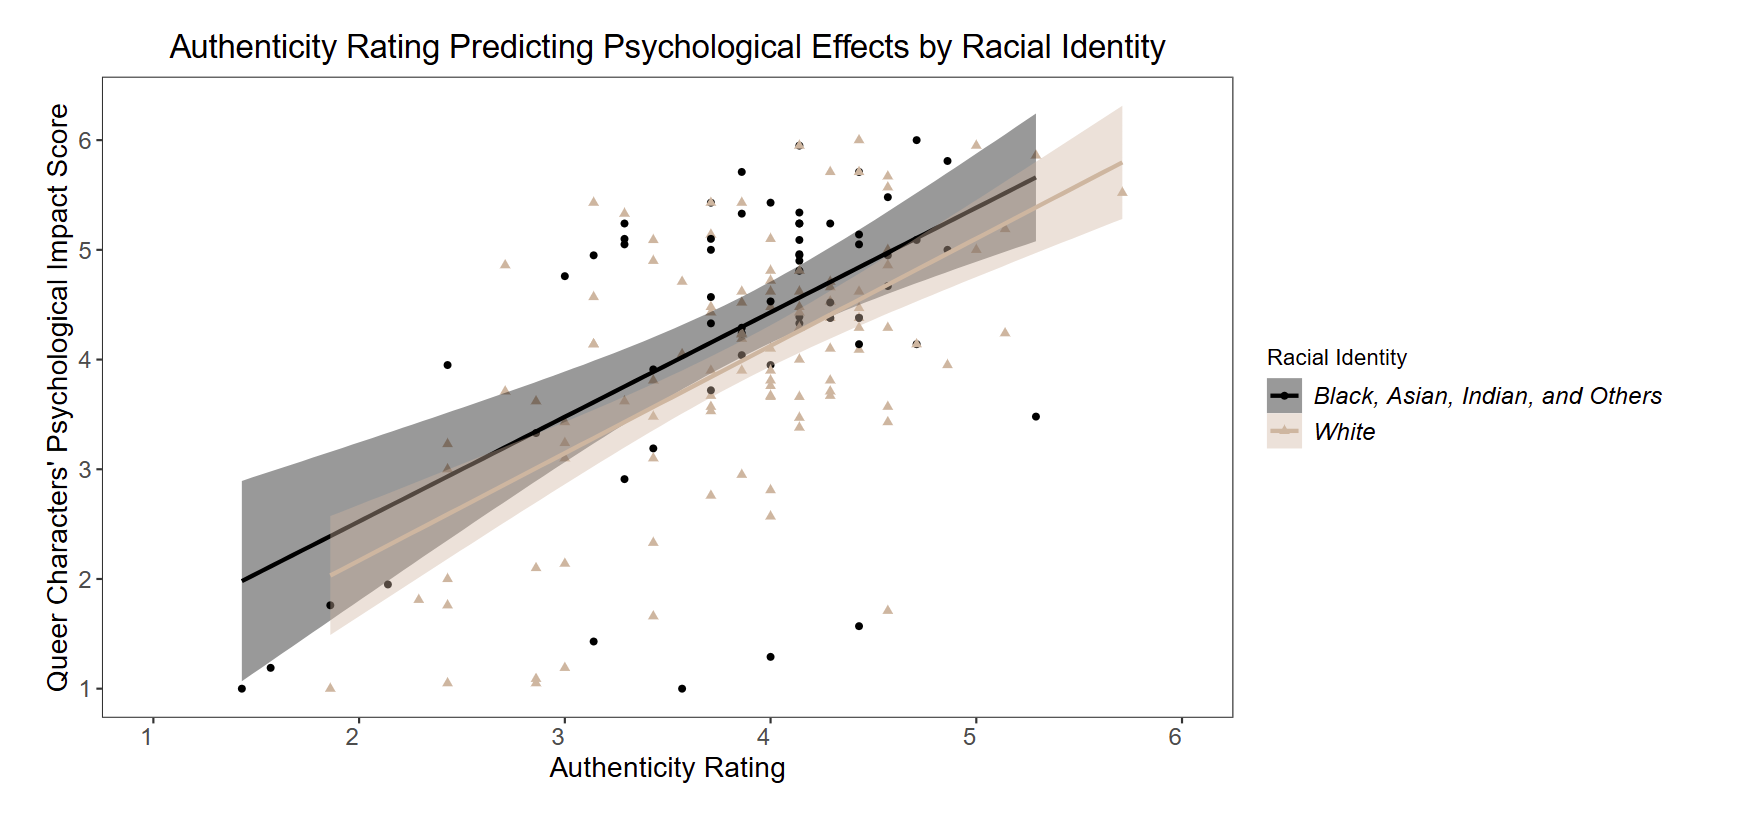 Authenticity Rating Predicting Psychological Effects by Racial Identity
Queer Characters' Psychological Impact Score
6
5
4
3
2
1
1 2 3 4 5 6
Authenticity Rating
Racial Identity
Black, Asian, Indian, and Others
White